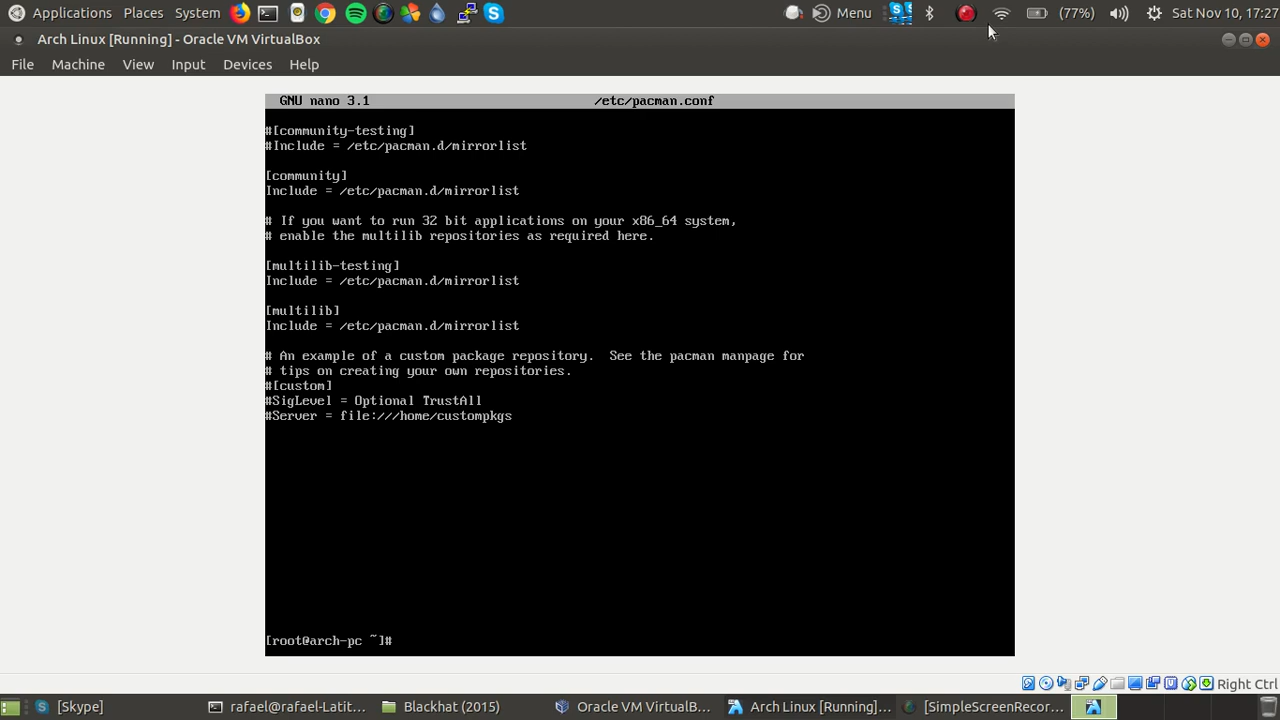 Applications Places System Menu (77%) Sat Nov 10, 17:27
Arch Linux [Running] - Oracle VM VirtualBox
File Machine View Input Devices Help
GNU nano 3.1 /etc/pacman.conf
#[community-testing]
#Include = /etc/pacman.d/mirrorlist
[community]
Include = /etc/pacman.d/mirrorlist
# If you want to run 32 bit applications on your x86_64 system,
# enable the multilib repositories as required here.
[multilib-testing]
Include = /etc/pacman.d/mirrorlist
[multilib]
Include = /etc/pacman.d/mirrorlist
# An example of a custom package repository.  See the pacman manpage for
# tips on creating your own repositories.
#[custom]
#SigLevel = Optional TrustAll
#Server = file:///home/custompkgs
[root@arch-pc ~]#
Right Ctrl
[Skype] rafael@rafael-Latit... Blackhat (2015) Oracle VM VirtualB... Arch Linux [Running]... [SimpleScreenRecor...